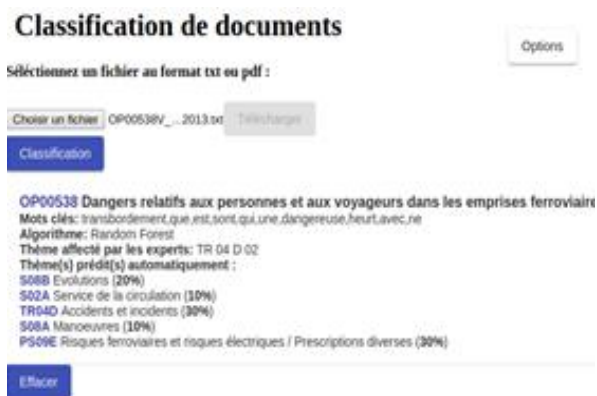 Classification de documents
Options
Séléctionnez un fichier au format txt ou pdf :
Choisir un fichier OP00538V_...2013.txt Télécharger
Classification
OP00538 Dangers relatifs aux personnes et aux voyageurs dans les emprises ferroviaire
Mots clés: transbordement,que,est,sont,qui,une,dangereuse,heurt,avec,ne
Algorithme: Random Forest
Thème affecté par les experts: TR 04 D 02
Thème(s) prédit(s) automatiquement :
S08B Evolutions (20%)
S02A Service de la circulation (10%)
TR04D Accidents et incidents (30%)
S08A Manoeuvres (10%)
PS09E Risques ferroviaires et risques électriques / Prescriptions diverses (30%)
Effacer